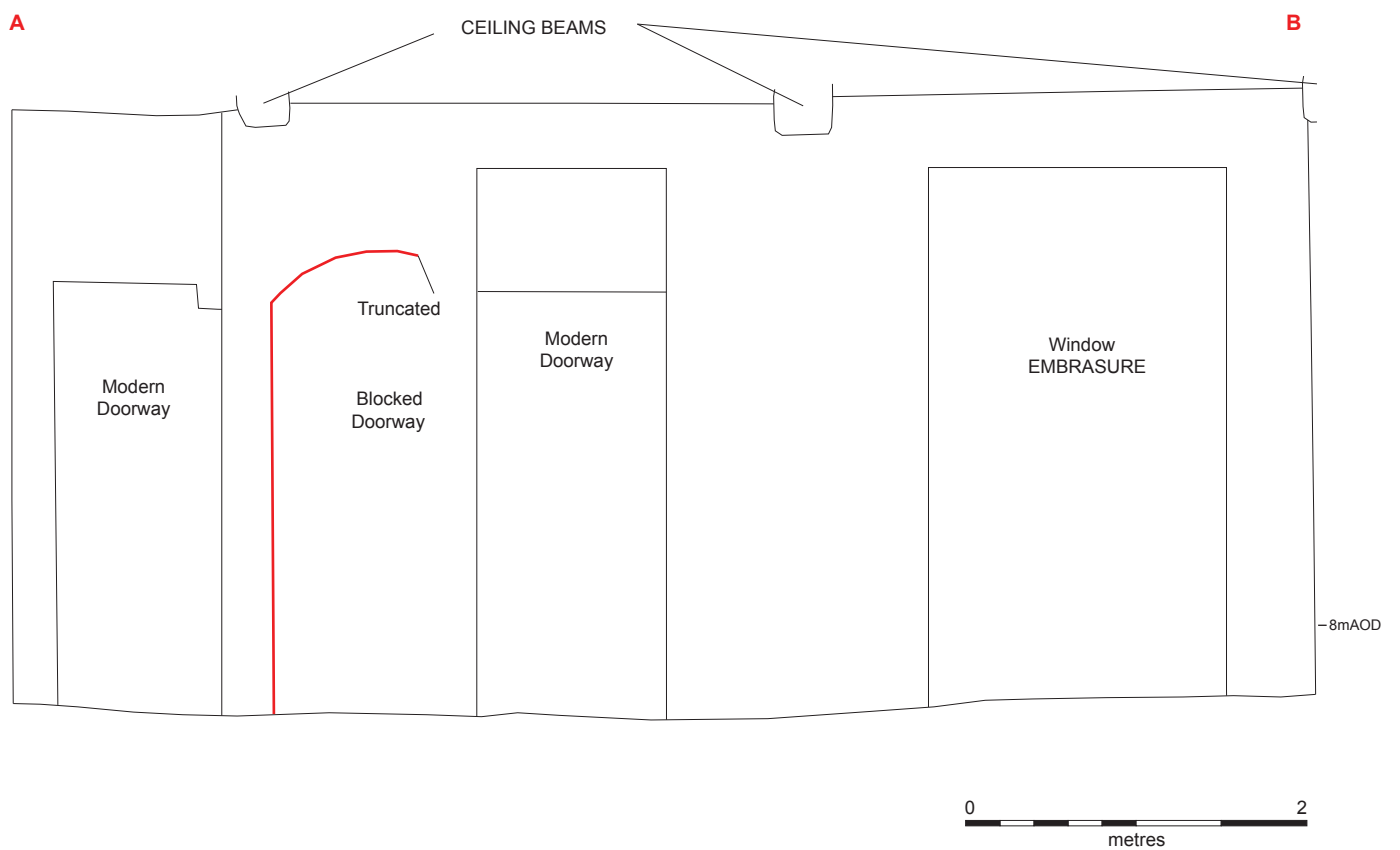 A
CEILING BEAMS
B
Truncated
Modern
Doorway
Window
EMBRASURE
Modern
Doorway
Blocked
Doorway
8mAOD
0
2
metres